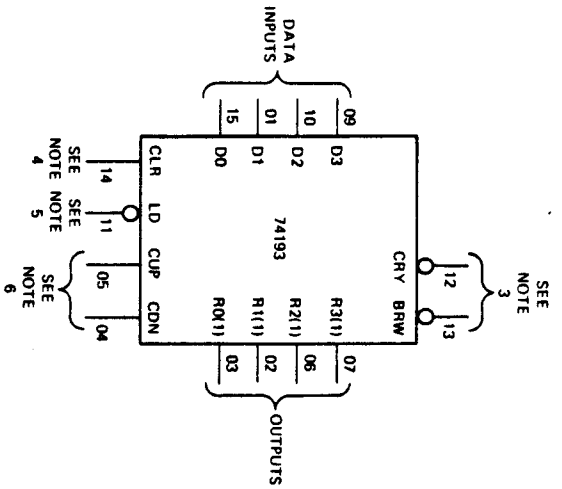 DATA
INPUTS
15
01
10
09
D0
D1
D2
D3
SEE
NOTE
4
14
CLR
SEE
NOTE
5
11
LD
SEE
NOTE
6
05
CUP
04
CDN
74193
CRY
12
BRW
13
SEE
NOTE
3
R0(1)
R1(1)
R2(1)
R3(1)
03
02
06
07
OUTPUTS